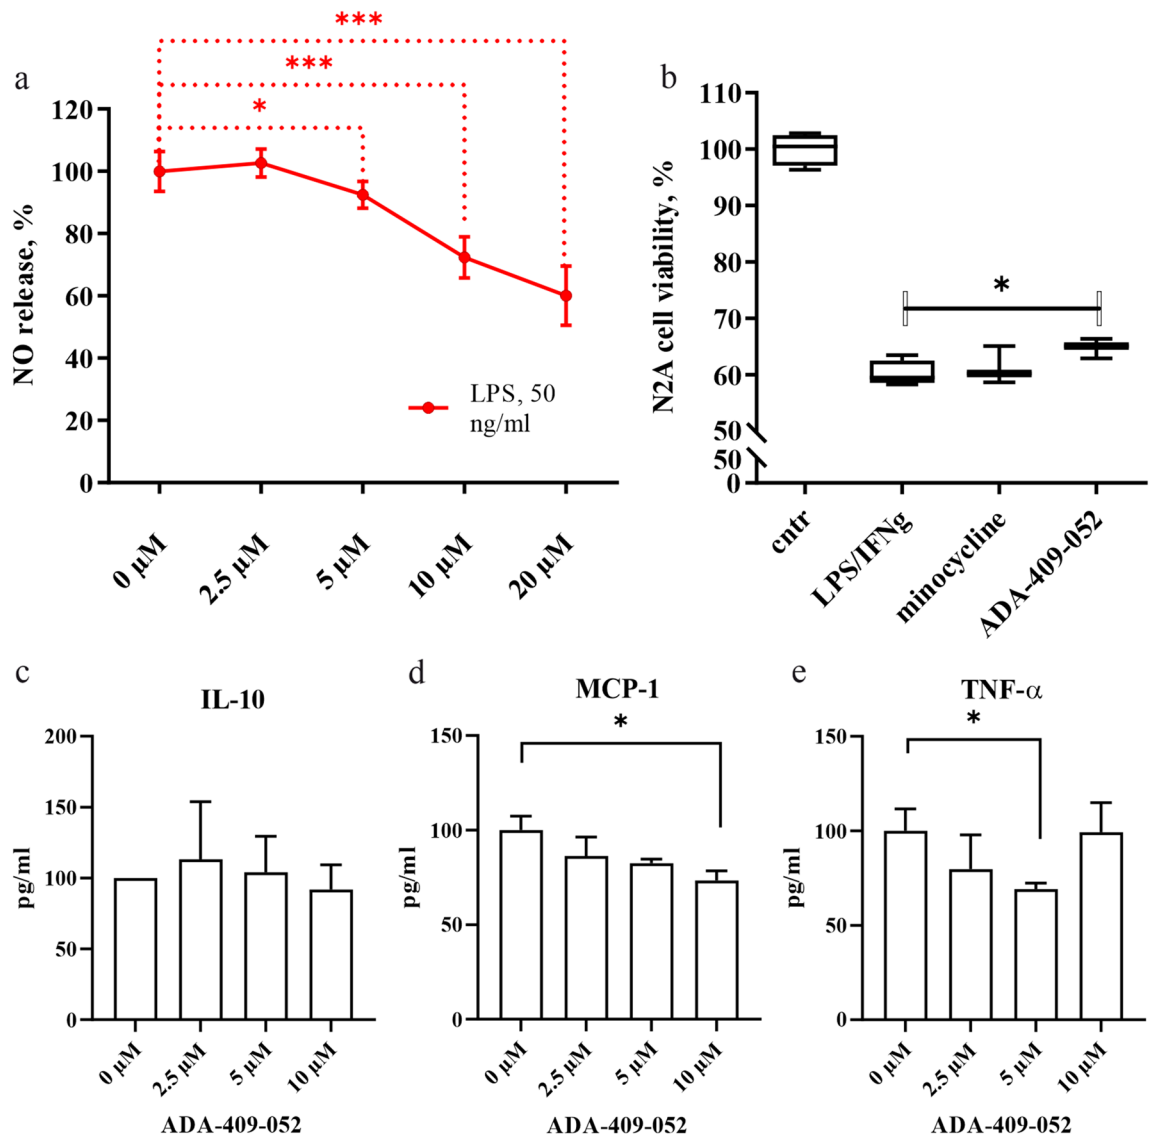 a
***
***
*
NO release, %
120
100
80
60
40
20
0
LPS, 50
ng/ml
0 µM
2.5 µM
5 µM
10 µM
20 µM
b
N2A cell viability, %
110
100
90
80
70
60
50
50
0
*
cntr
LPS/IFNg
minocycline
ADA-409-052
c
IL-10
pg/ml
200
150
100
50
0
0 µM
2.5 µM
5 µM
10 µM
ADA-409-052
d
MCP-1
*
pg/ml
150
100
50
0
0 µM
2.5 µM
5 µM
10 µM
ADA-409-052
e
TNF-α
*
pg/ml
150
100
50
0
0 µM
2.5 µM
5 µM
10 µM
ADA-409-052